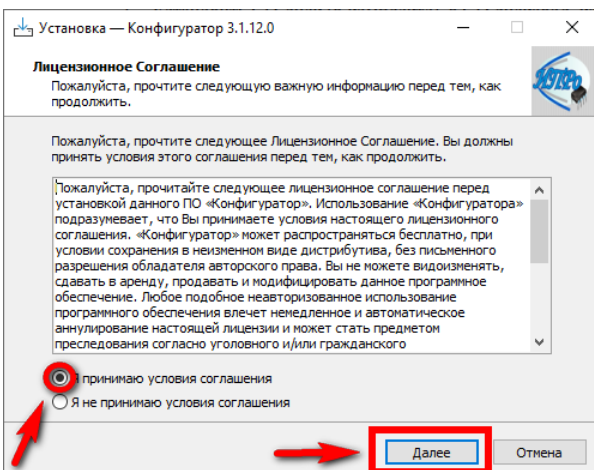 Установка — Конфигуратор 3.1.12.0
Лицензионное Соглашение
Пожалуйста, прочтите следующую важную информацию перед тем, как
продолжить.
Пожалуйста, прочтите следующее Лицензионное Соглашение. Вы должны
принять условия этого соглашения перед тем, как продолжить.
Пожалуйста, прочитайте следующее лицензионное соглашение перед
установкой данного ПО «Конфигуратор». Использование «Конфигуратора»
подразумевает, что Вы принимаете условия настоящего лицензионного
соглашения. «Конфигуратор» может распространяться бесплатно, при
условии сохранения в неизменном виде дистрибутива, без письменного
разрешения обладателя авторского права. Вы не можете видоизменять,
сдавать в аренду, продавать и модифицировать данное программное
обеспечение. Любое подобное неавторизованное использование
программного обеспечения влечет немедленное и автоматическое
аннулирование настоящей лицензии и может стать предметом
преследования согласно уголовного и/или гражданского
Я принимаю условия соглашения
Я не принимаю условия соглашения
Далее
Отмена